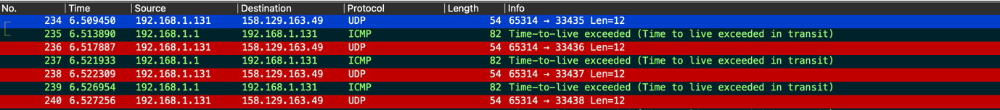 No. Time Source Destination Protocol Length Info
234 6.509450 192.168.1.131 158.129.163.49 UDP 54 65314 → 33435 Len=12
235 6.513890 192.168.1.1 192.168.1.131 ICMP 82 Time-to-live exceeded (Time to live exceeded in transit)
236 6.517887 192.168.1.131 158.129.163.49 UDP 54 65314 → 33436 Len=12
237 6.521933 192.168.1.1 192.168.1.131 ICMP 82 Time-to-live exceeded (Time to live exceeded in transit)
238 6.522309 192.168.1.131 158.129.163.49 UDP 54 65314 → 33437 Len=12
239 6.526954 192.168.1.1 192.168.1.131 ICMP 82 Time-to-live exceeded (Time to live exceeded in transit)
240 6.527256 192.168.1.131 158.129.163.49 UDP 54 65314 → 33438 Len=12